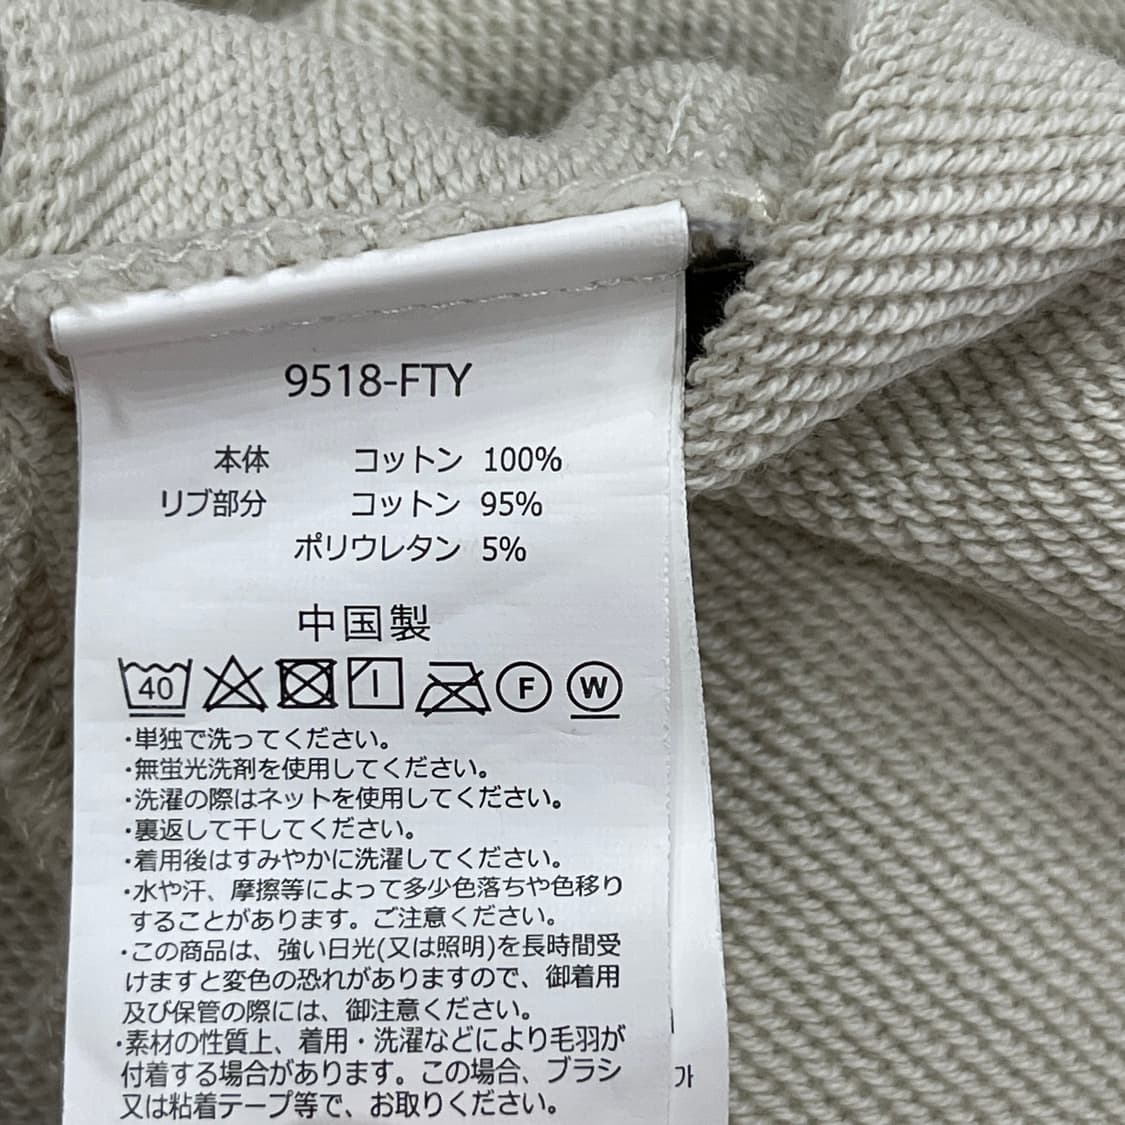 9518-FTY
本体 コットン 100%
リブ部分 コットン 95%
ポリウレタン 5%
中国製
40 F W
・単独で洗ってください。
・無蛍光洗剤を使用してください。
・洗濯の際はネットを使用してください。
・裏返して干してください。
・着用後はすみやかに洗濯してください。
・水や汗、摩擦等によって多少色落ちや色移り
することがあります。ご注意ください。
・この商品は、強い日光(又は照明)を長時間受
けますと変色の恐れがありますので、御着用
及び保管の際には、御注意ください。
・素材の性質上、着用・洗濯などにより毛羽が
付着する場合があります。この場合、ブラシ
又は粘着テープ等で、お取りください。